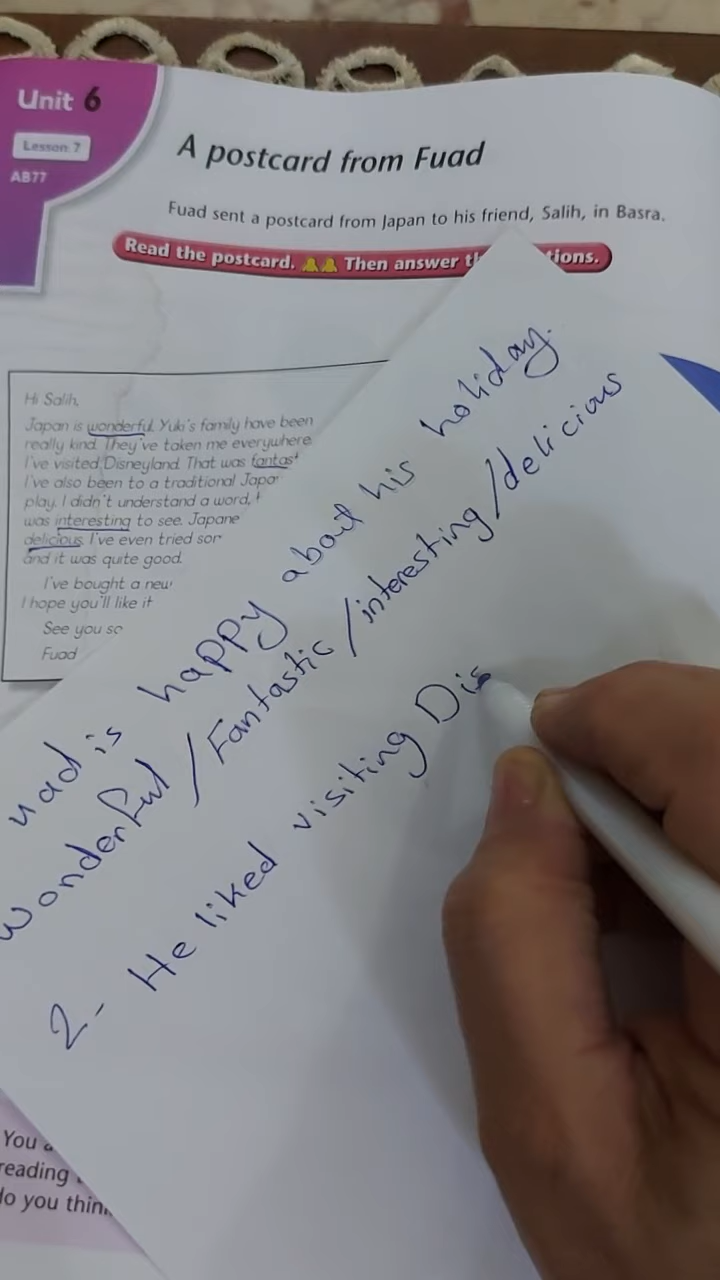 Unit 6
Lesson 7
AB77
A postcard from Fuad
Fuad sent a postcard from Japan to his friend, Salih, in Basra.
Read the postcard. Then answer tions.
Hi Salih,
Japan is wonderful. Yuki's family have been
really kind. They've taken me everywhere.
I've visited Disneyland. That was fantast
I've also been to a traditional Japa
play. I didn't understand a word,
was interesting to see. Japane
delicious. I've even tried sor
and it was quite good.
I've bought a new
I hope you'll like it
See you so
Fuad
uad is happy about his holiday.
wonderful / Fantastic / interesting / delicious
2- He liked visiting Dis
You
reading
do you thin